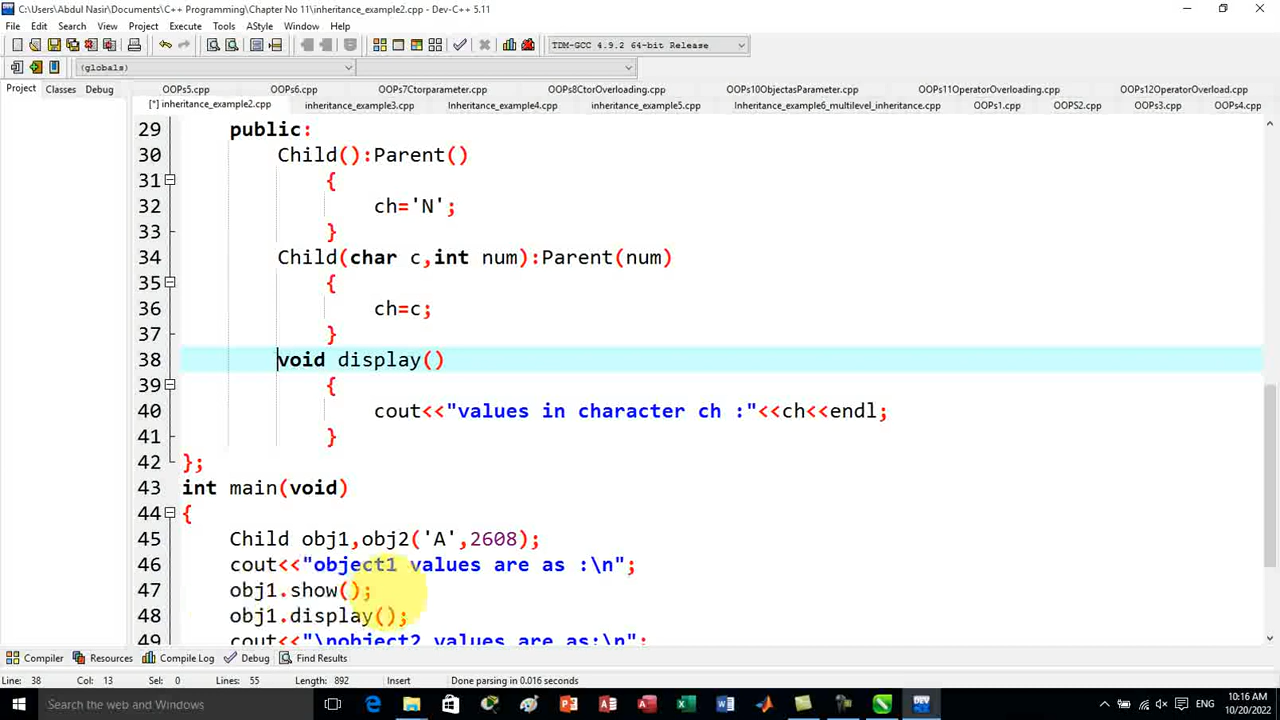 C:\Users\Abdul Nasir\Documents\C++ Programming\Chapter No 11\inheritance_example2.cpp - Dev-C++ 5.11
File Edit Search View Project Execute Tools AStyle Window Help
TDM-GCC 4.9.2 64-bit Release
(globals)
Project Classes Debug
OOPs5.cpp OOPs6.cpp OOPs7Ctorparameter.cpp OOPs8CtorOverloading.cpp OOPs10ObjectasParameter.cpp OOPs11OperatorOverloading.cpp OOPs12OperatorOverload.cpp
[*] inheritance_example2.cpp inheritance_example3.cpp Inheritance_example4.cpp inheritance_example5.cpp Inheritance_example6_multilevel_inheritance.cpp OOPs1.cpp OOPS2.cpp OOPs3.cpp OOPs4.cpp
29 public:
30 Child():Parent()
31 {
32 ch='N';
33 }
34 Child(char c,int num):Parent(num)
35 {
36 ch=c;
37 }
38 void display()
39 {
40 cout<<"values in character ch :"<<ch<<endl;
41 }
42 };
43 int main(void)
44 {
45 Child obj1,obj2('A',2608);
46 cout<<"object1 values are as :\n";
47 obj1.show();
48 obj1.display();
49 cout<<"\nobject2 values are as:\n";
Compiler Resources Compile Log Debug Find Results
Line: 38 Col: 13 Sel: 0 Lines: 55 Length: 892 Insert Done parsing in 0.016 seconds
Search the web and Windows
ENG
10:16 AM
10/20/2022